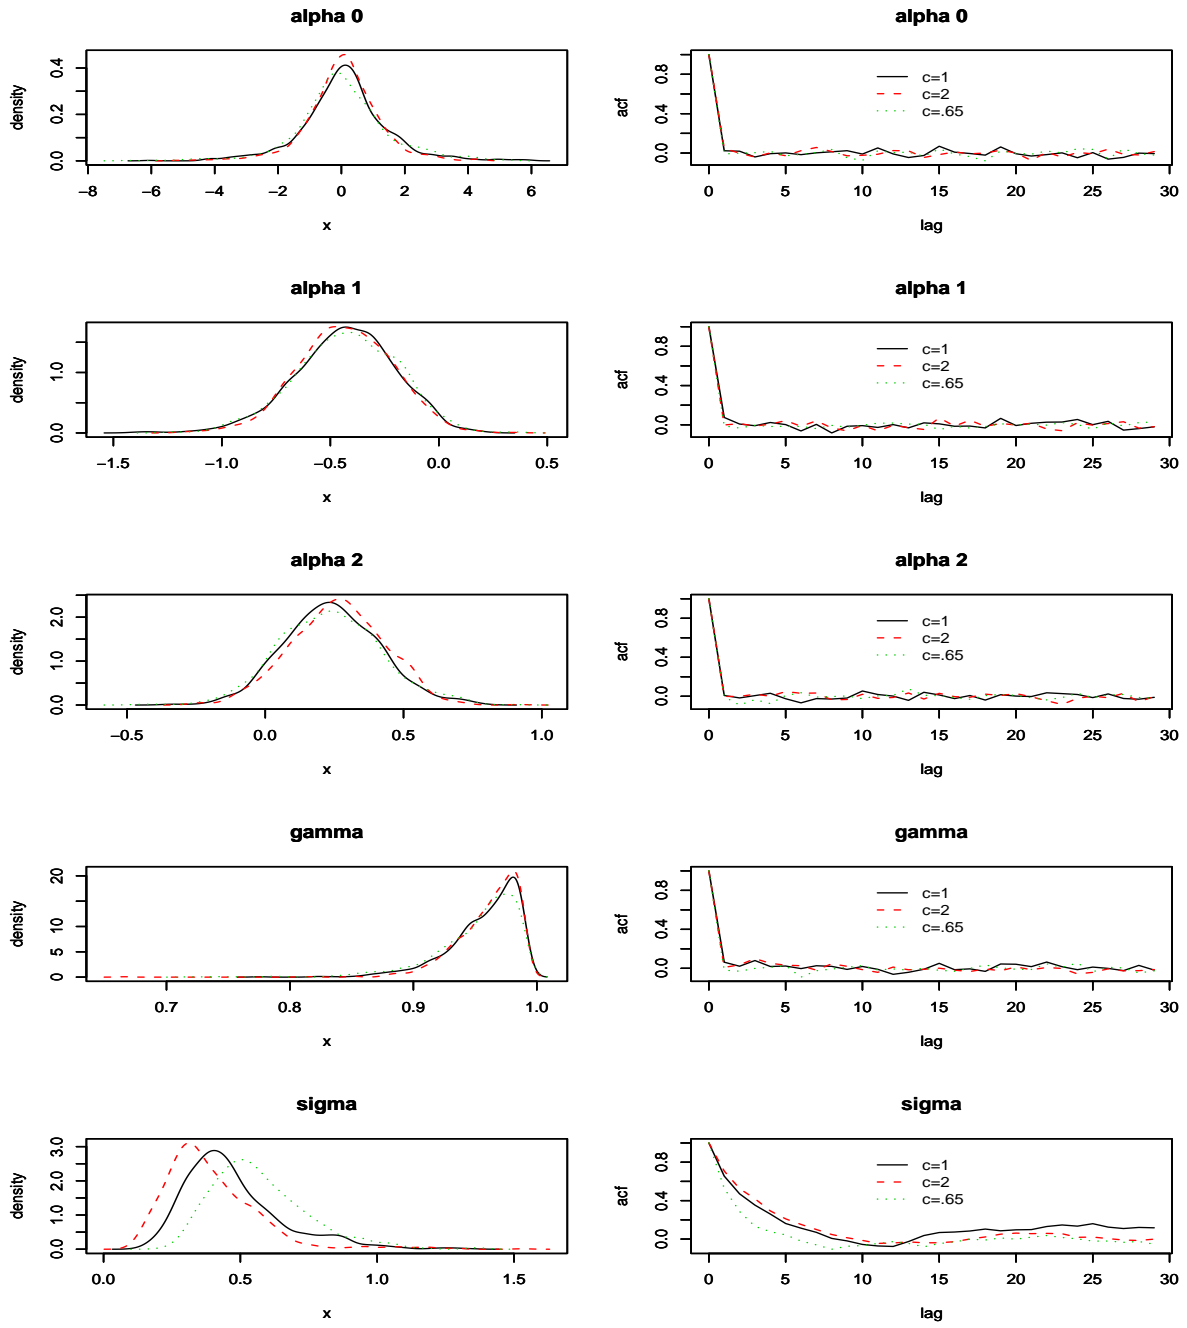 alpha 0
density
0.0 0.2 0.4
−8 −6 −4 −2 0 2 4 6
x
alpha 0
acf
0.0 0.4 0.8
c=1
c=2
c=.65
0 5 10 15 20 25 30
lag
alpha 1
density
0.0 1.0
−1.5 −1.0 −0.5 0.0 0.5
x
alpha 1
acf
0.0 0.4 0.8
c=1
c=2
c=.65
0 5 10 15 20 25 30
lag
alpha 2
density
0.0 1.0 2.0
−0.5 0.0 0.5 1.0
x
alpha 2
acf
0.0 0.4 0.8
c=1
c=2
c=.65
0 5 10 15 20 25 30
lag
gamma
density
0 5 10 20
0.7 0.8 0.9 1.0
x
gamma
acf
0.0 0.4 0.8
c=1
c=2
c=.65
0 5 10 15 20 25 30
lag
sigma
density
0.0 1.0 2.0 3.0
0.0 0.5 1.0 1.5
x
sigma
acf
0.0 0.4 0.8
c=1
c=2
c=.65
0 5 10 15 20 25 30
lag